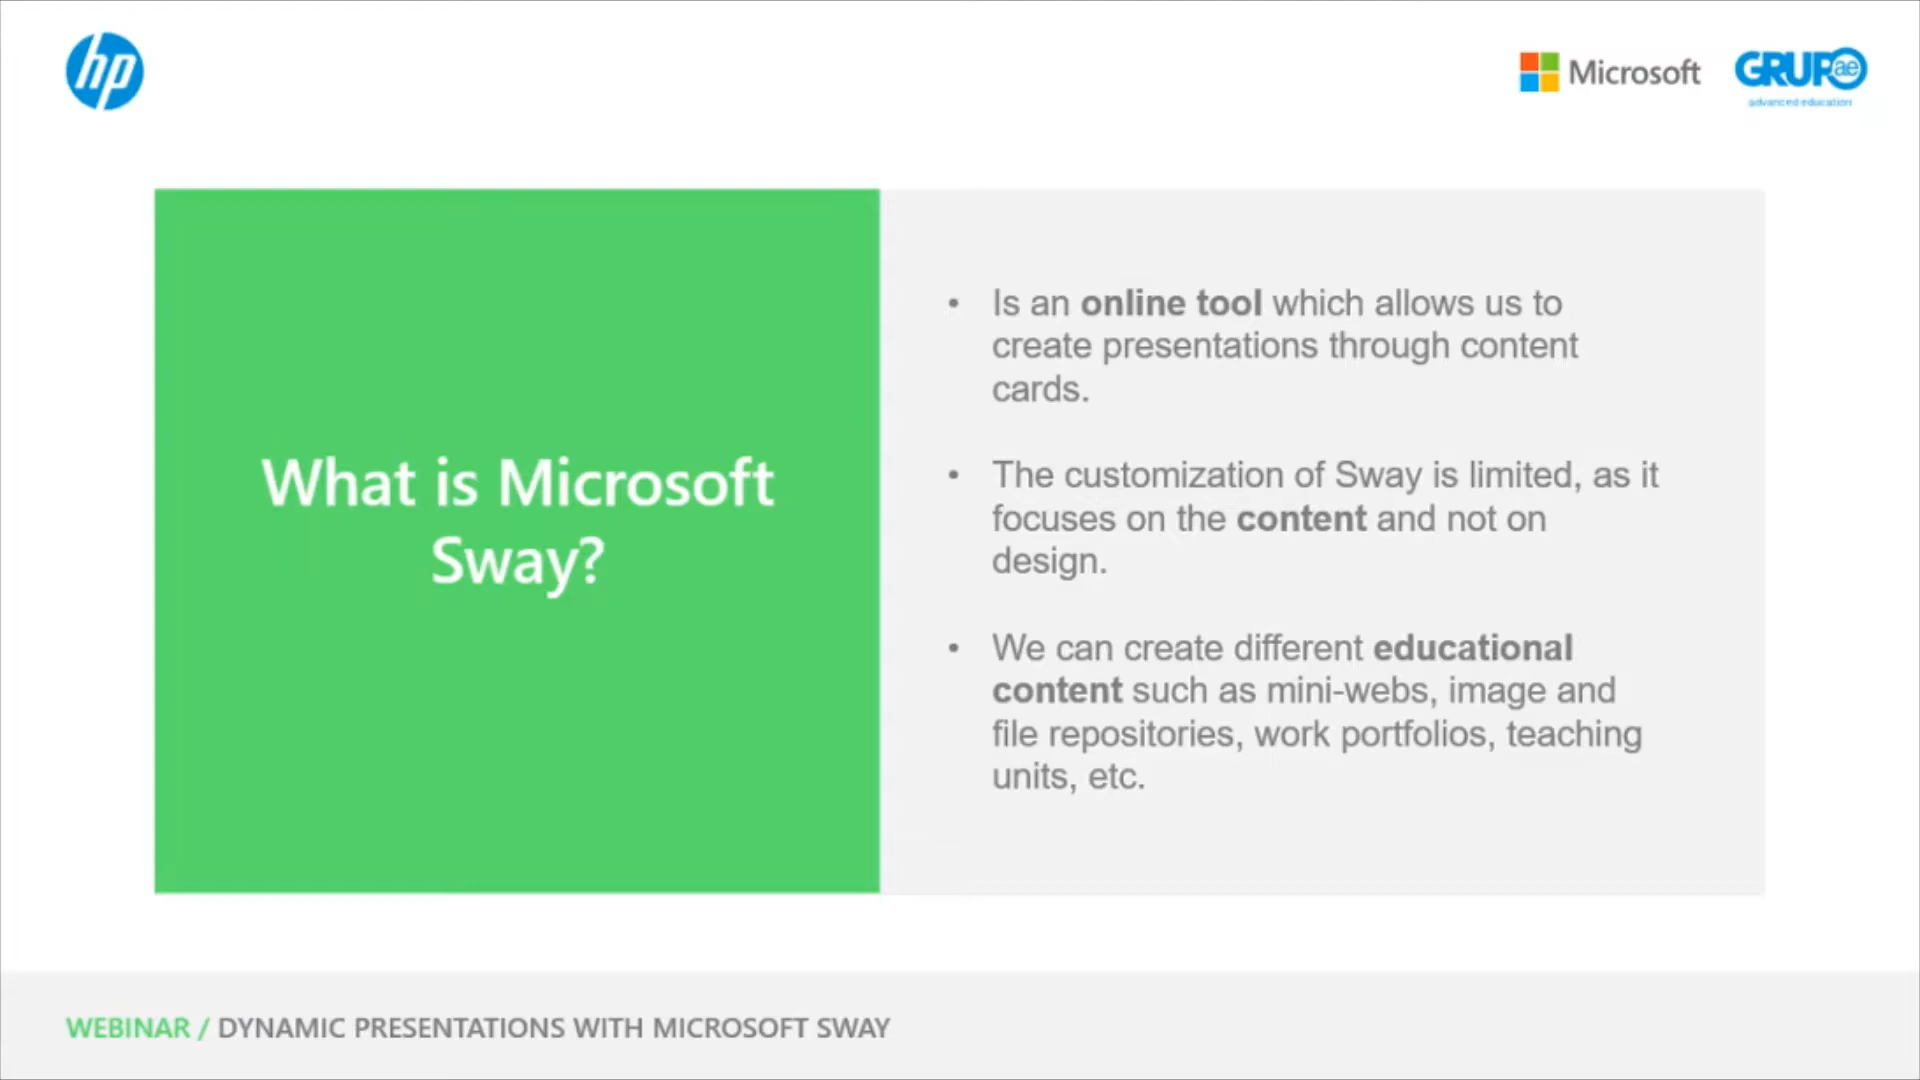 hp
Microsoft
GRUPO ae
advanced education
What is Microsoft
Sway?
• Is an online tool which allows us to
create presentations through content
cards.
• The customization of Sway is limited, as it
focuses on the content and not on
design.
• We can create different educational
content such as mini-webs, image and
file repositories, work portfolios, teaching
units, etc.
WEBINAR / DYNAMIC PRESENTATIONS WITH MICROSOFT SWAY